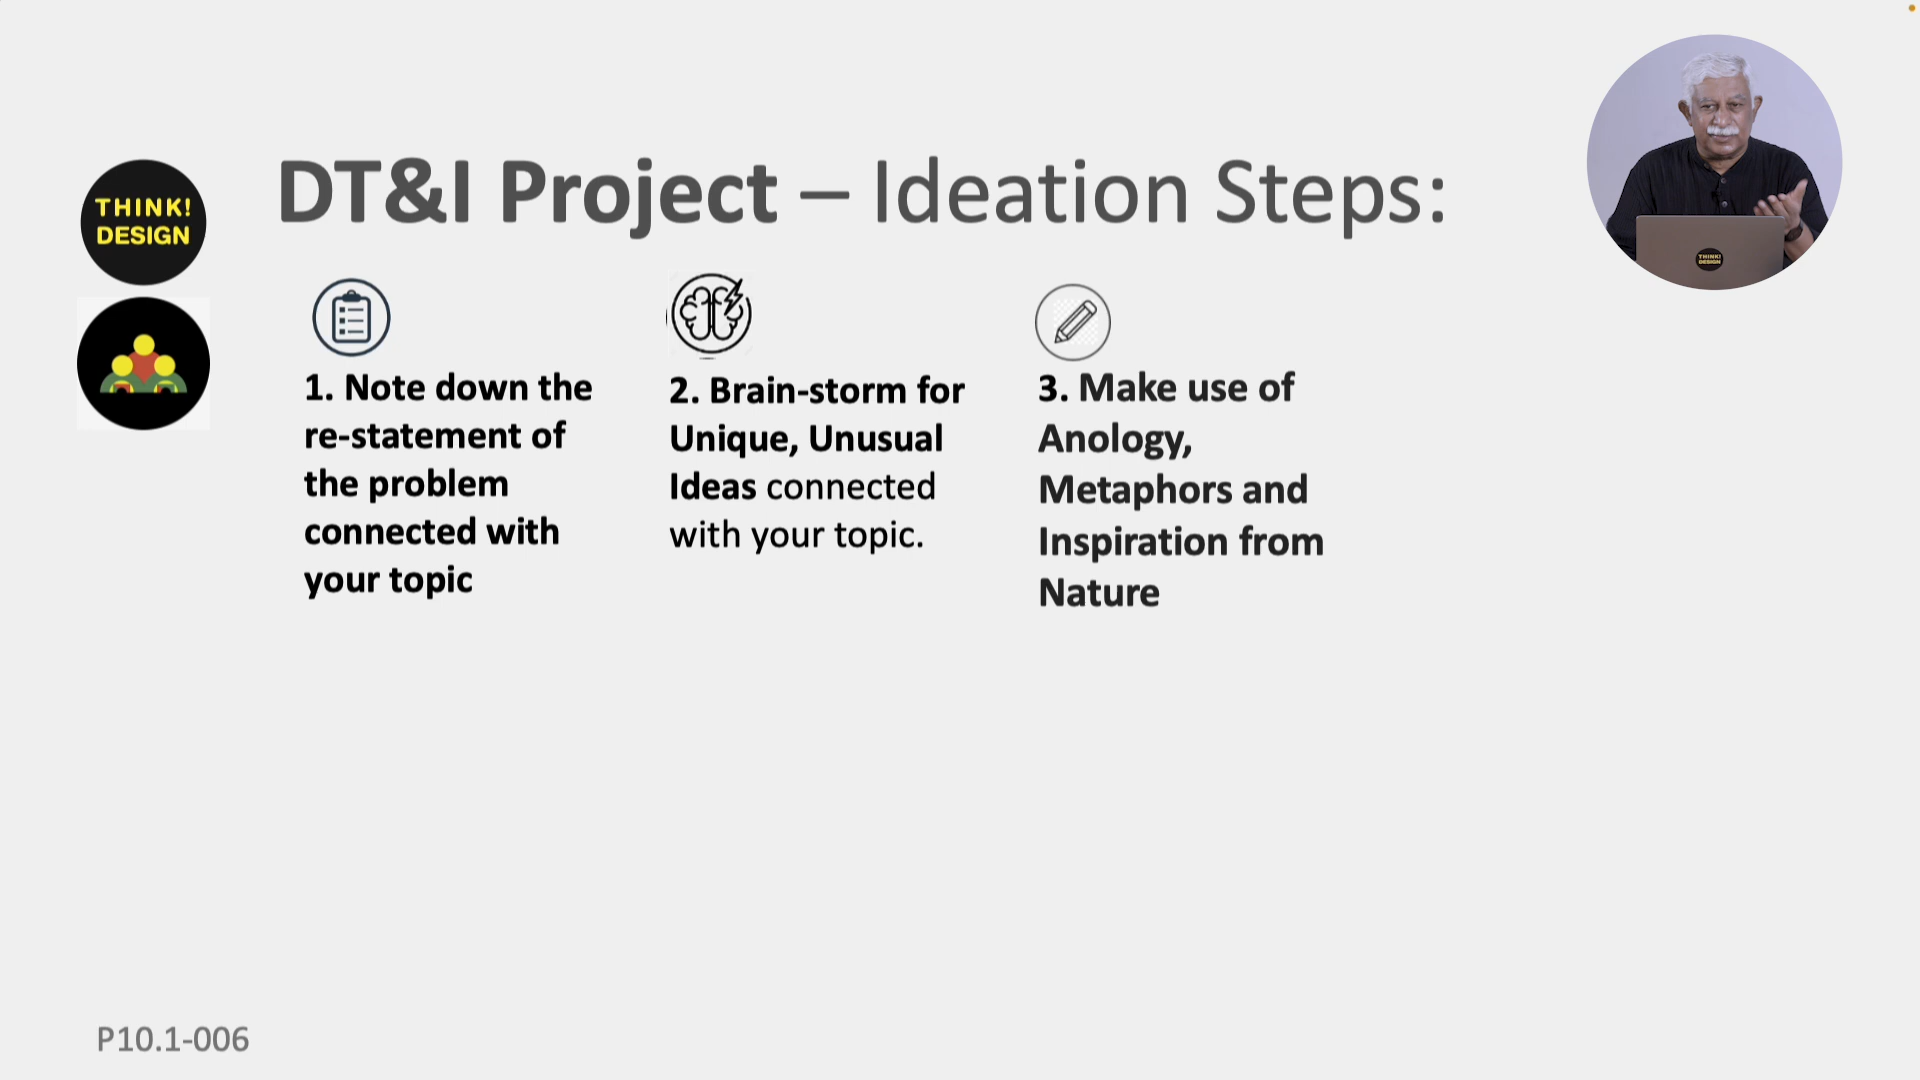 THINK!
DESIGN
DT&I Project – Ideation Steps:
1. Note down the
re-statement of
the problem
connected with
your topic
2. Brain-storm for
Unique, Unusual
Ideas connected
with your topic.
3. Make use of
Anology,
Metaphors and
Inspiration from
Nature
THINK!
DESIGN
P10.1-006